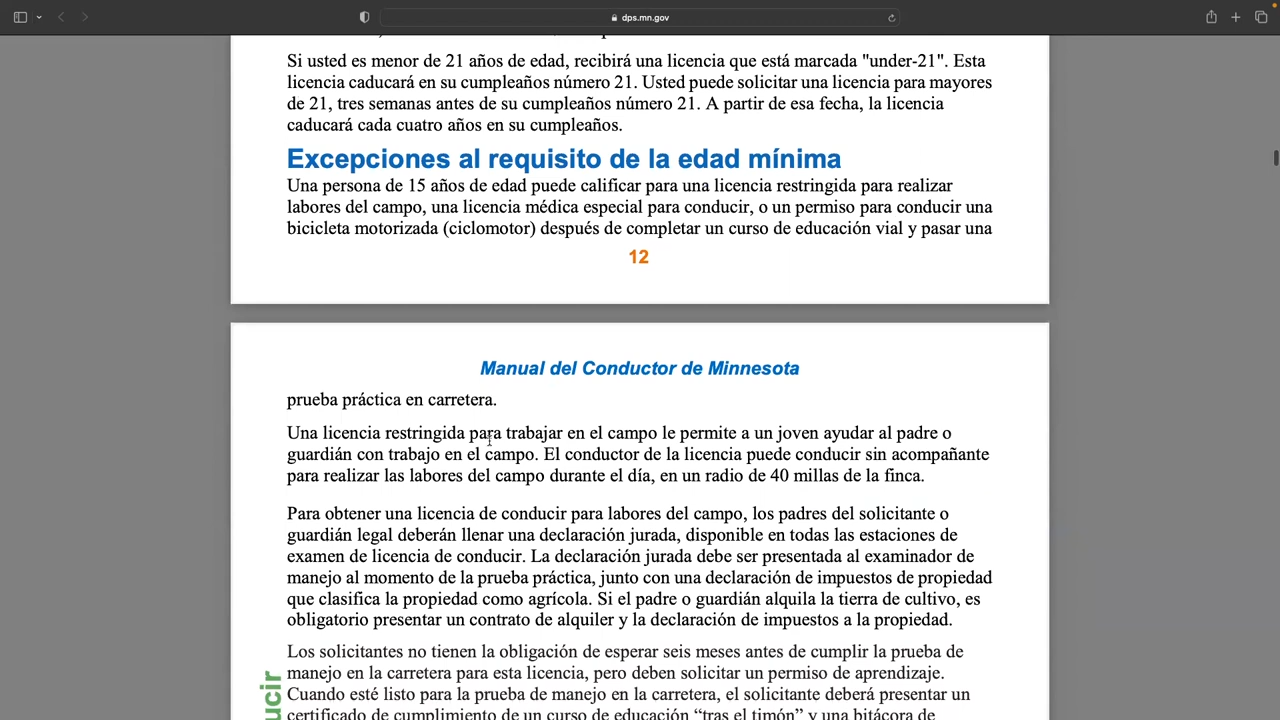 dps.mn.gov
Si usted es menor de 21 años de edad, recibirá una licencia que está marcada "under-21". Esta
licencia caducará en su cumpleaños número 21. Usted puede solicitar una licencia para mayores
de 21, tres semanas antes de su cumpleaños número 21. A partir de esa fecha, la licencia
caducará cada cuatro años en su cumpleaños.
Excepciones al requisito de la edad mínima
Una persona de 15 años de edad puede calificar para una licencia restringida para realizar
labores del campo, una licencia médica especial para conducir, o un permiso para conducir una
bicicleta motorizada (ciclomotor) después de completar un curso de educación vial y pasar una
12
Manual del Conductor de Minnesota
prueba práctica en carretera.
Una licencia restringida para trabajar en el campo le permite a un joven ayudar al padre o
guardián con trabajo en el campo. El conductor de la licencia puede conducir sin acompañante
para realizar las labores del campo durante el día, en un radio de 40 millas de la finca.
Para obtener una licencia de conducir para labores del campo, los padres del solicitante o
guardián legal deberán llenar una declaración jurada, disponible en todas las estaciones de
examen de licencia de conducir. La declaración jurada debe ser presentada al examinador de
manejo al momento de la prueba práctica, junto con una declaración de impuestos de propiedad
que clasifica la propiedad como agrícola. Si el padre o guardián alquila la tierra de cultivo, es
obligatorio presentar un contrato de alquiler y la declaración de impuestos a la propiedad.
Los solicitantes no tienen la obligación de esperar seis meses antes de cumplir la prueba de
manejo en la carretera para esta licencia, pero deben solicitar un permiso de aprendizaje.
Cuando esté listo para la prueba de manejo en la carretera, el solicitante deberá presentar un
certificado de cumplimiento de un curso de educación “tras el timón” y una bitácora de
ucir